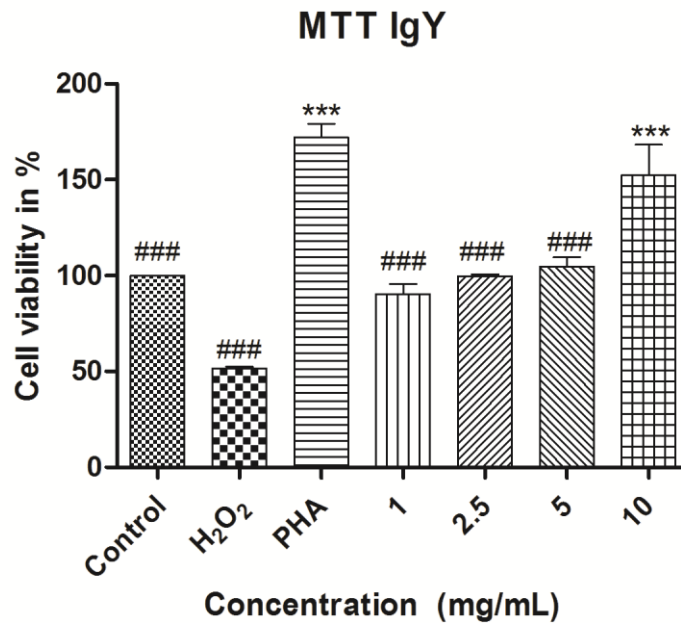 MTT IgY
Cell viability in %
200
150
100
50
0
###
###
***
###
###
###
***
Control
H₂O₂
PHA
1
2.5
5
10
Concentration (mg/mL)